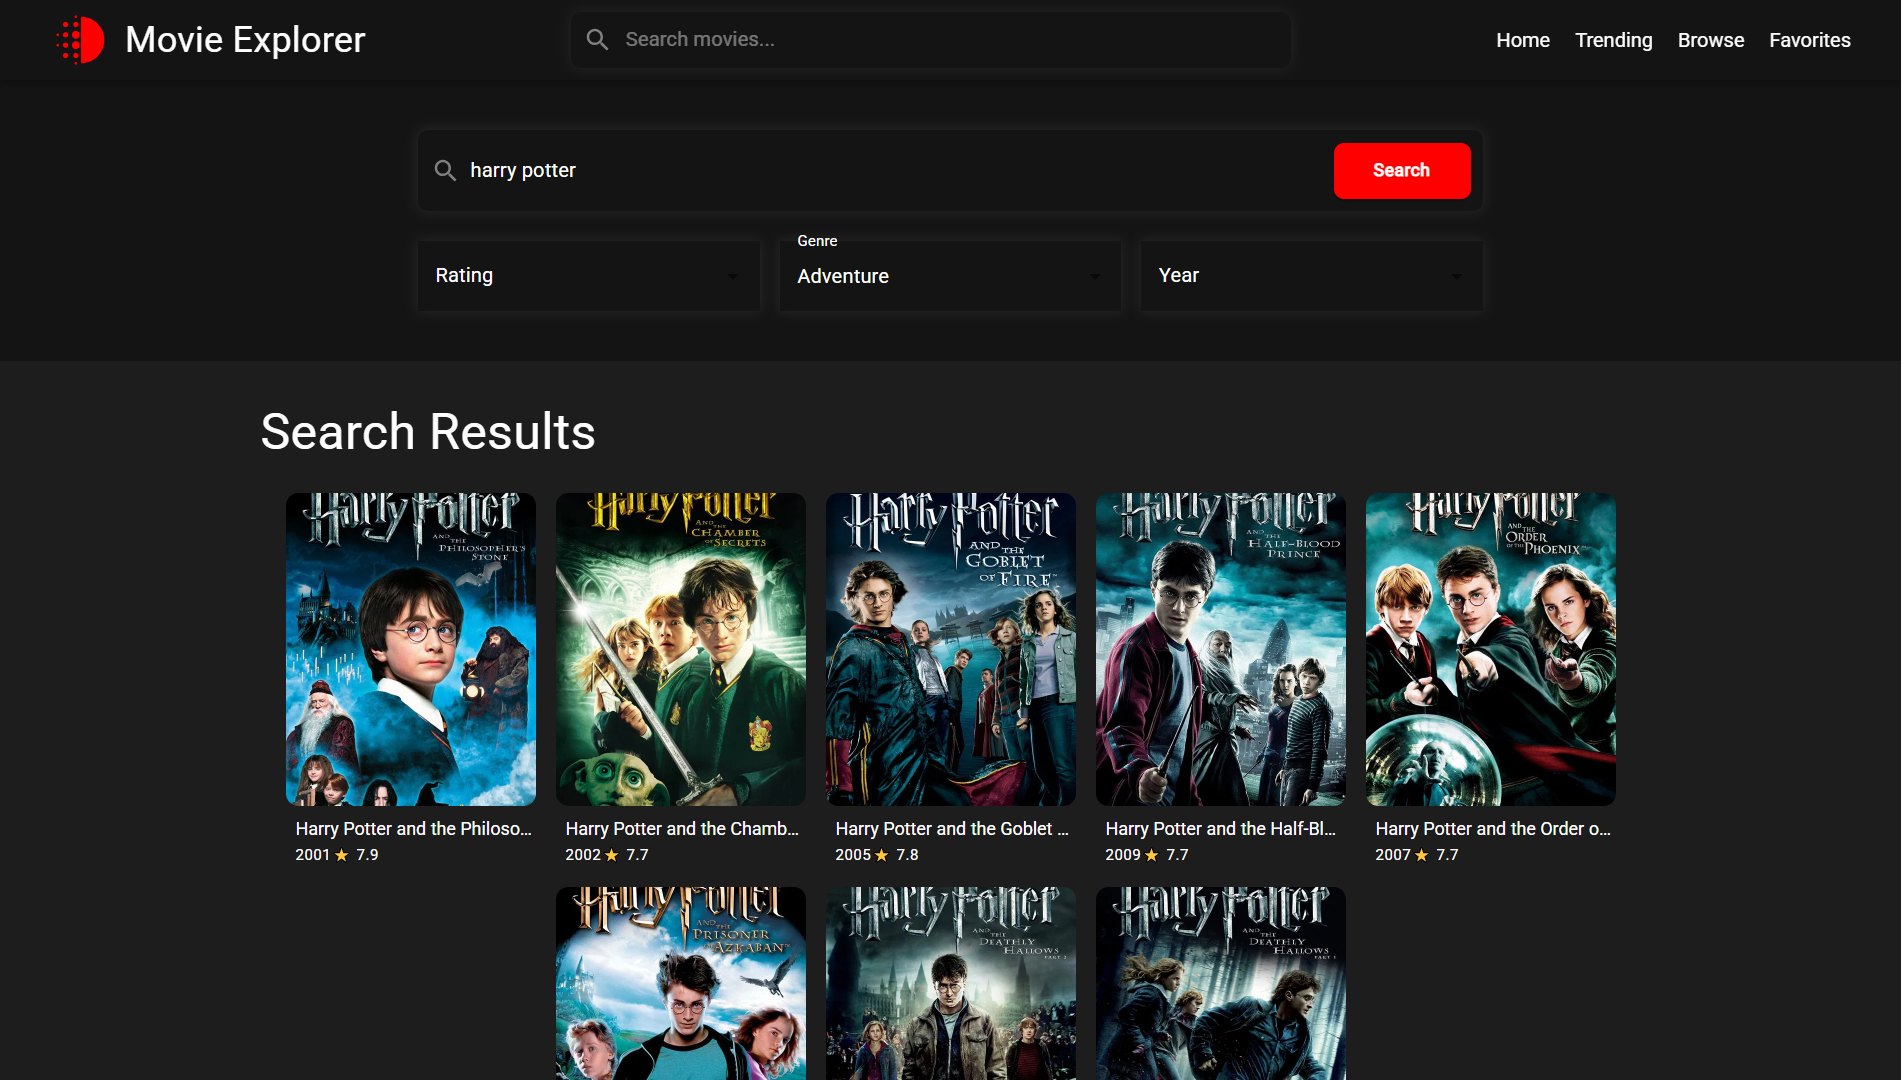 Movie Explorer
Search movies...
Home
Trending
Browse
Favorites
harry potter
Search
Rating
Genre
Adventure
Year
Search Results
Harry Potter
AND THE
PHILOSOPHER'S
STONE
Harry Potter and the Philoso...
2001 ★ 7.9
Harry Potter
AND THE
CHAMBER
OF SECRETS
Harry Potter and the Chamb...
2002 ★ 7.7
Harry Potter
AND THE
GOBLET
OF FIRE™
Harry Potter and the Goblet ...
2005 ★ 7.8
Harry Potter
AND THE
HALF-BLOOD
PRINCE
Harry Potter and the Half-Bl...
2009 ★ 7.7
Harry Potter
AND THE
ORDER
OF THE PHOENIX™
Harry Potter and the Order o...
2007 ★ 7.7
Harry Potter
AND THE
PRISONER
OF AZKABAN™
Harry Potter
AND THE
DEATHLY
HALLOWS
PART 2
Harry Potter
AND THE
DEATHLY
HALLOWS
PART 1